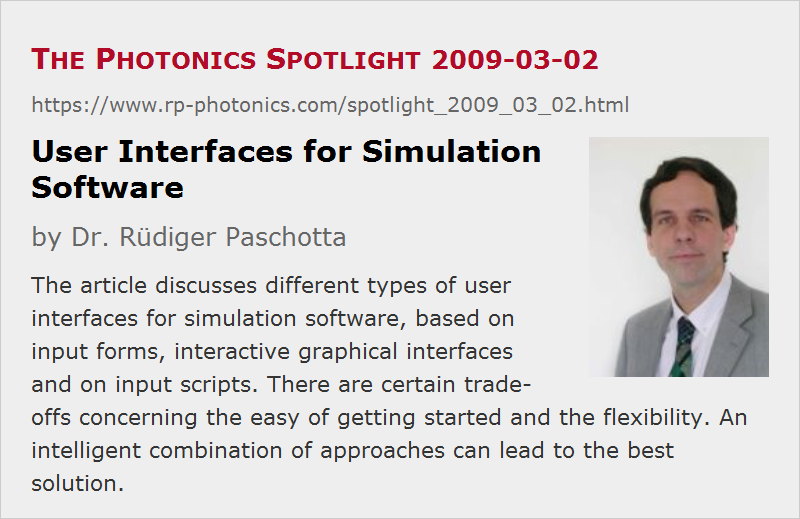 The Photonics Spotlight 2009-03-02
https://www.rp-photonics.com/spotlight_2009_03_02.html
User Interfaces for Simulation
Software
by Dr. Rüdiger Paschotta
The article discusses different types of user
interfaces for simulation software, based on
input forms, interactive graphical interfaces
and on input scripts. There are certain trade-
offs concerning the easy of getting started and the flexibility. An
intelligent combination of approaches can lead to the best
solution.